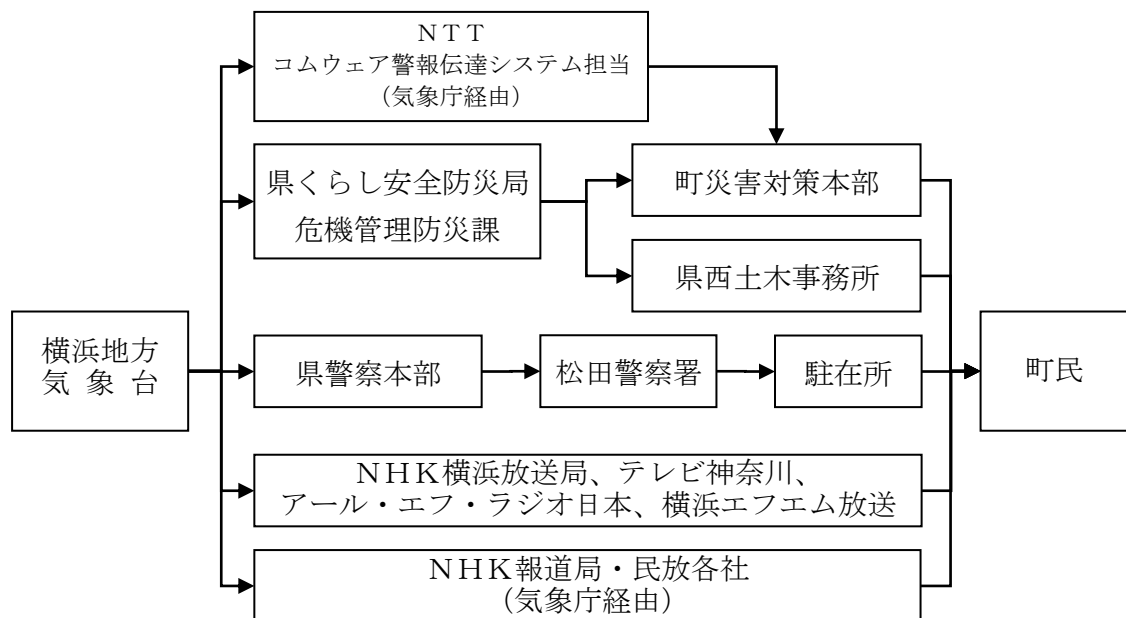 ＮＴＴ
コムウェア警報伝達システム担当
（気象庁経由）
県くらし安全防災局
危機管理防災課
町災害対策本部
県西土木事務所
横浜地方
気象台
県警察本部
松田警察署
駐在所
町民
ＮＨＫ横浜放送局、テレビ神奈川、
アール・エフ・ラジオ日本、横浜エフエム放送
ＮＨＫ報道局・民放各社
（気象庁経由）